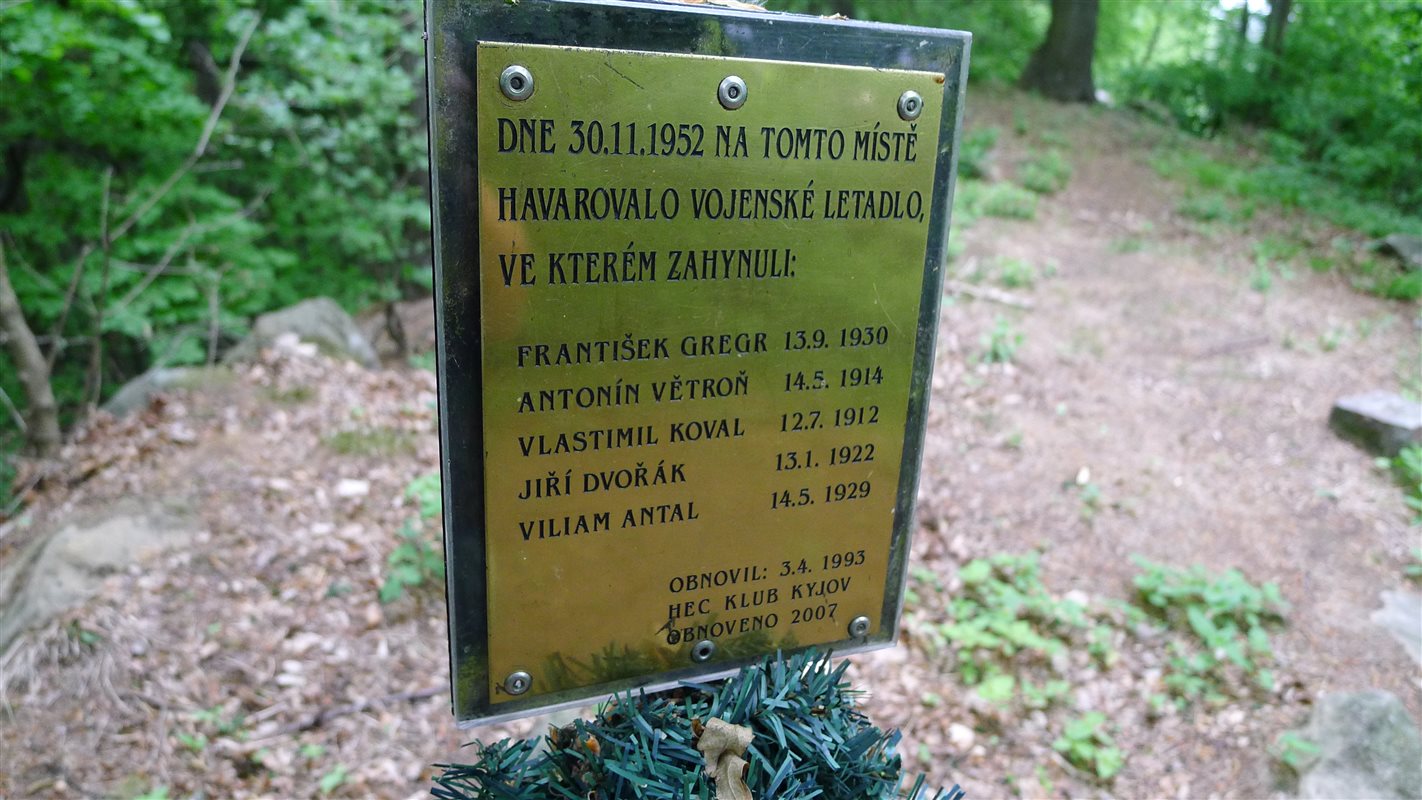 DNE 30.11.1952 NA TOMTO MÍSTĚ
HAVAROVALO VOJENSKÉ LETADLO,
VE KTERÉM ZAHYNULI:
FRANTIŠEK GREGR 13.9. 1930
ANTONÍN VĚTROŇ 14.5. 1914
VLASTIMIL KOVAL 12.7. 1912
JIŘÍ DVOŘÁK 13.1. 1922
VILIAM ANTAL 14.5. 1929
OBNOVIL: 3.4. 1993
HEC KLUB KYJOV
OBNOVENO 2007